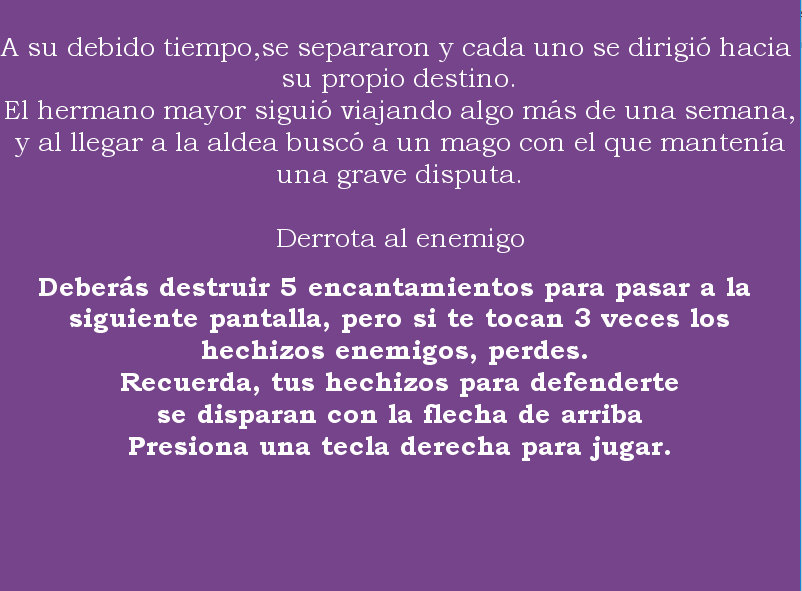 A su debido tiempo,se separaron y cada uno se dirigió hacia
su propio destino.
El hermano mayor siguió viajando algo más de una semana,
y al llegar a la aldea buscó a un mago con el que mantenía
una grave disputa.
Derrota al enemigo
Deberás destruir 5 encantamientos para pasar a la
siguiente pantalla, pero si te tocan 3 veces los
hechizos enemigos, perdes.
Recuerda, tus hechizos para defenderte
se disparan con la flecha de arriba
Presiona una tecla derecha para jugar.